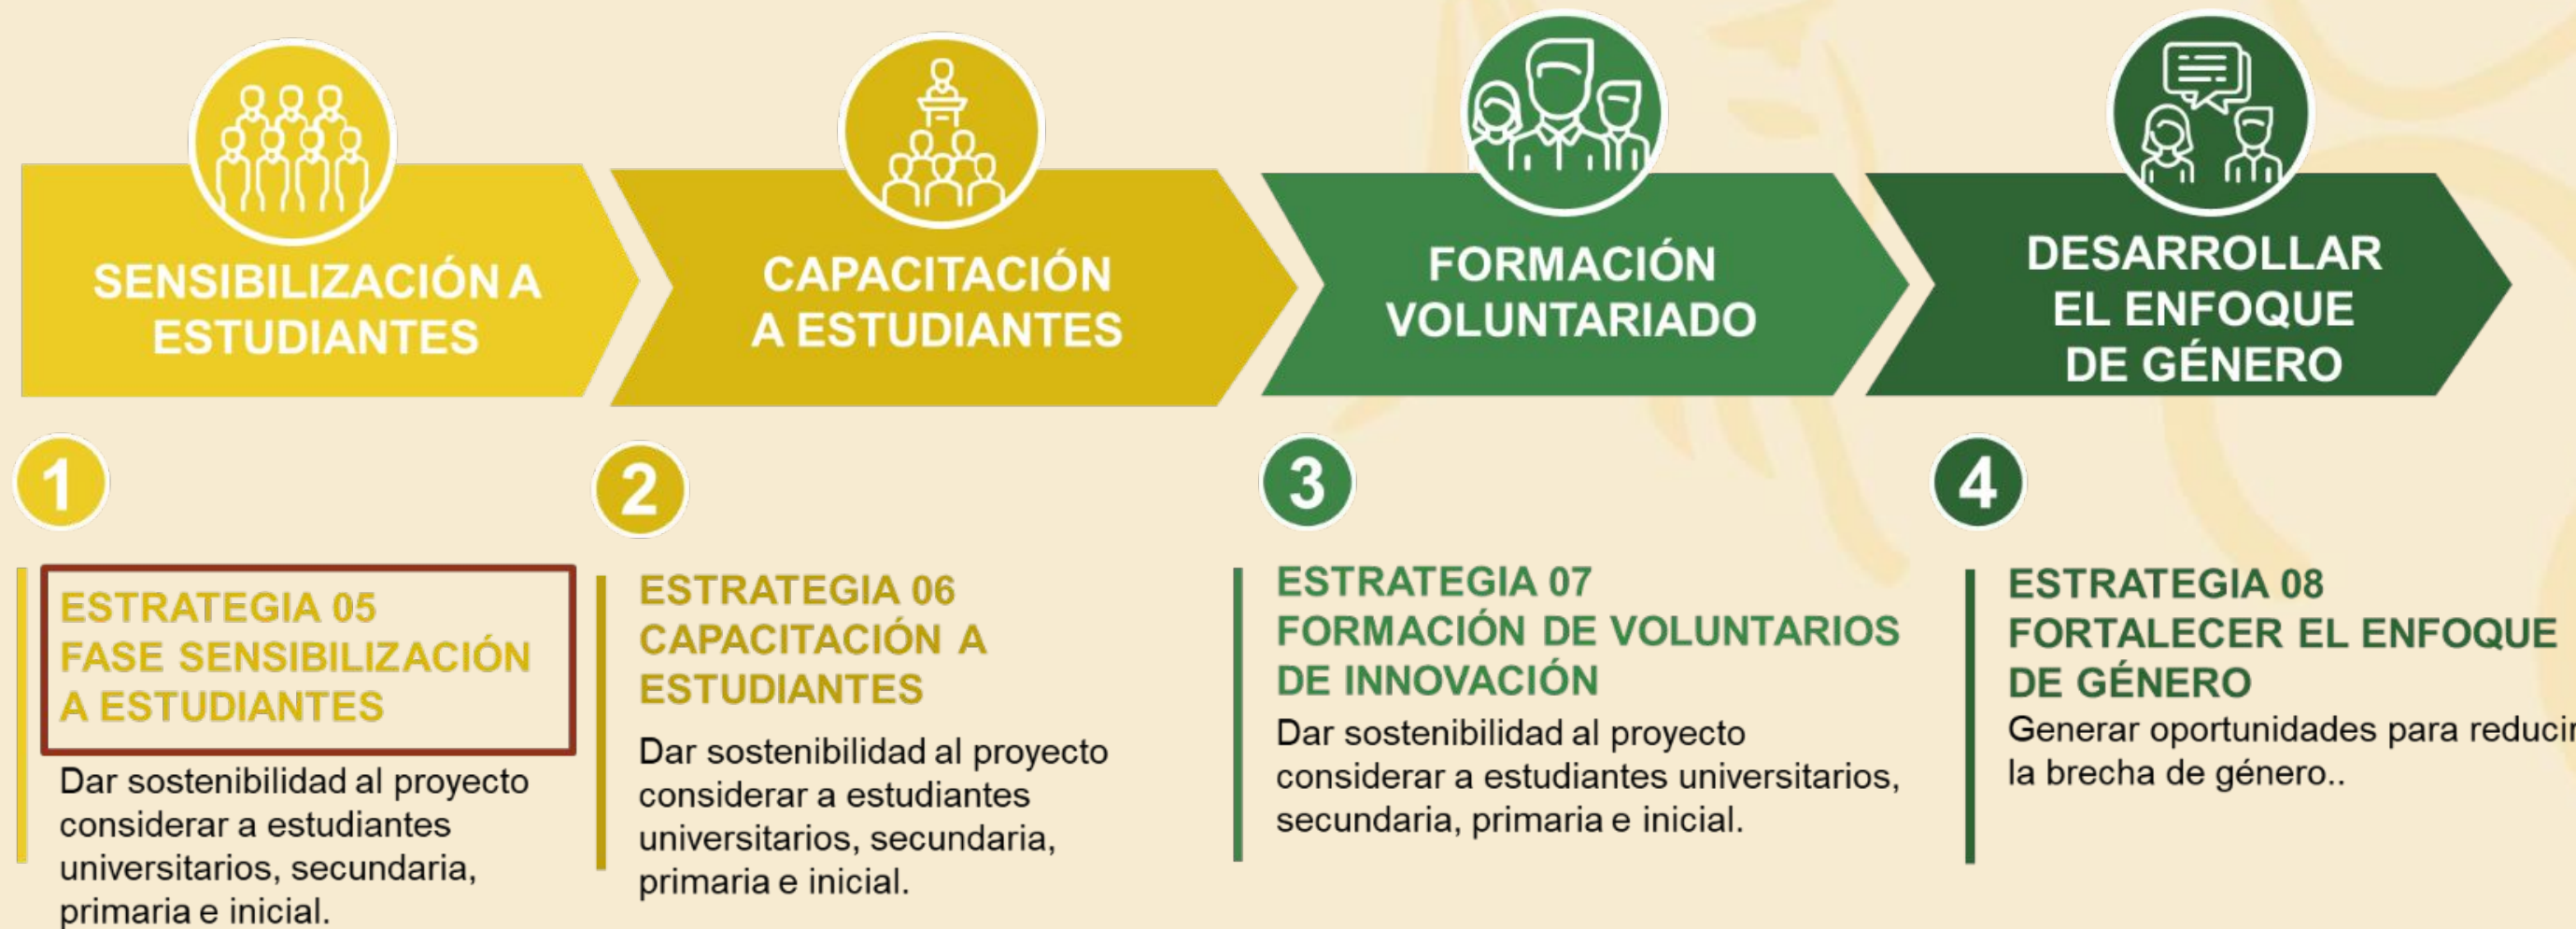 SENSIBILIZACIÓN A
ESTUDIANTES
CAPACITACIÓN
A ESTUDIANTES
FORMACIÓN
VOLUNTARIADO
DESARROLLAR
EL ENFOQUE
DE GÉNERO
1
ESTRATEGIA 05
FASE SENSIBILIZACIÓN
A ESTUDIANTES
Dar sostenibilidad al proyecto
considerar a estudiantes
universitarios, secundaria,
primaria e inicial.
2
ESTRATEGIA 06
CAPACITACIÓN A
ESTUDIANTES
Dar sostenibilidad al proyecto
considerar a estudiantes
universitarios, secundaria,
primaria e inicial.
3
ESTRATEGIA 07
FORMACIÓN DE VOLUNTARIOS
DE INNOVACIÓN
Dar sostenibilidad al proyecto
considerar a estudiantes universitarios,
secundaria, primaria e inicial.
4
ESTRATEGIA 08
FORTALECER EL ENFOQUE
DE GÉNERO
Generar oportunidades para reducir
la brecha de género..